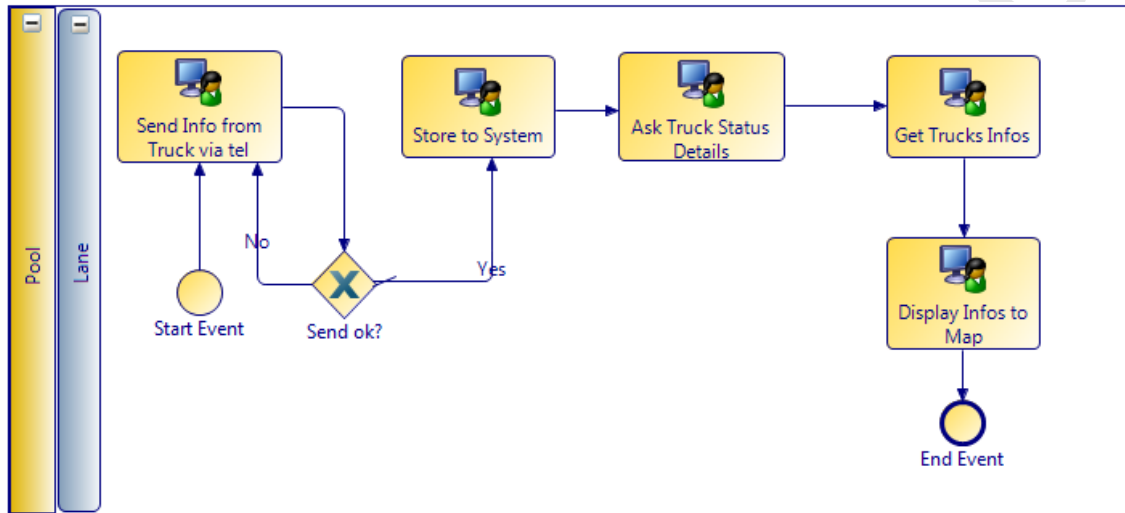 Pool
Lane
Send Info from
Truck via tel
Store to System
Ask Truck Status
Details
Get Trucks Infos
No
Yes
Start Event
Send ok?
Display Infos to
Map
End Event